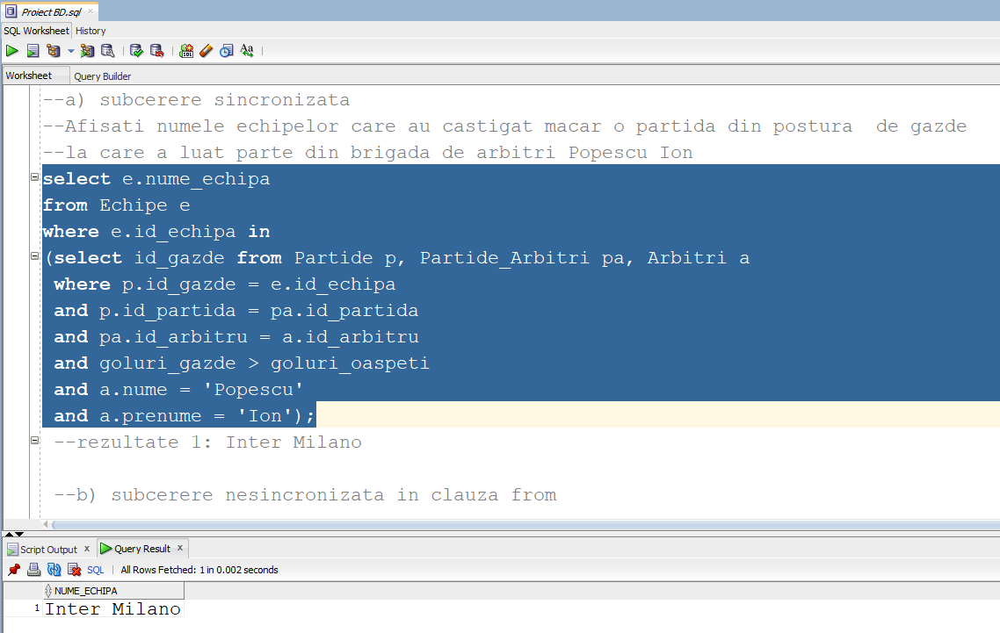 Proiect BD.sql
SQL Worksheet History
Worksheet Query Builder
--a) subcerere sincronizata
--Afisati numele echipelor care au castigat macar o partida din postura  de gazde
--la care a luat parte din brigada de arbitri Popescu Ion
select e.nume_echipa
from Echipe e
where e.id_echipa in
(select id_gazde from Partide p, Partide_Arbitri pa, Arbitri a
where p.id_gazde = e.id_echipa
and p.id_partida = pa.id_partida
and pa.id_arbitru = a.id_arbitru
and goluri_gazde > goluri_oaspeti
and a.nume = 'Popescu'
and a.prenume = 'Ion');
--rezultate 1: Inter Milano
--b) subcerere nesincronizata in clauza from
Script Output x Query Result x
SQL | All Rows Fetched: 1 in 0.002 seconds
NUME_ECHIPA
1 Inter Milano